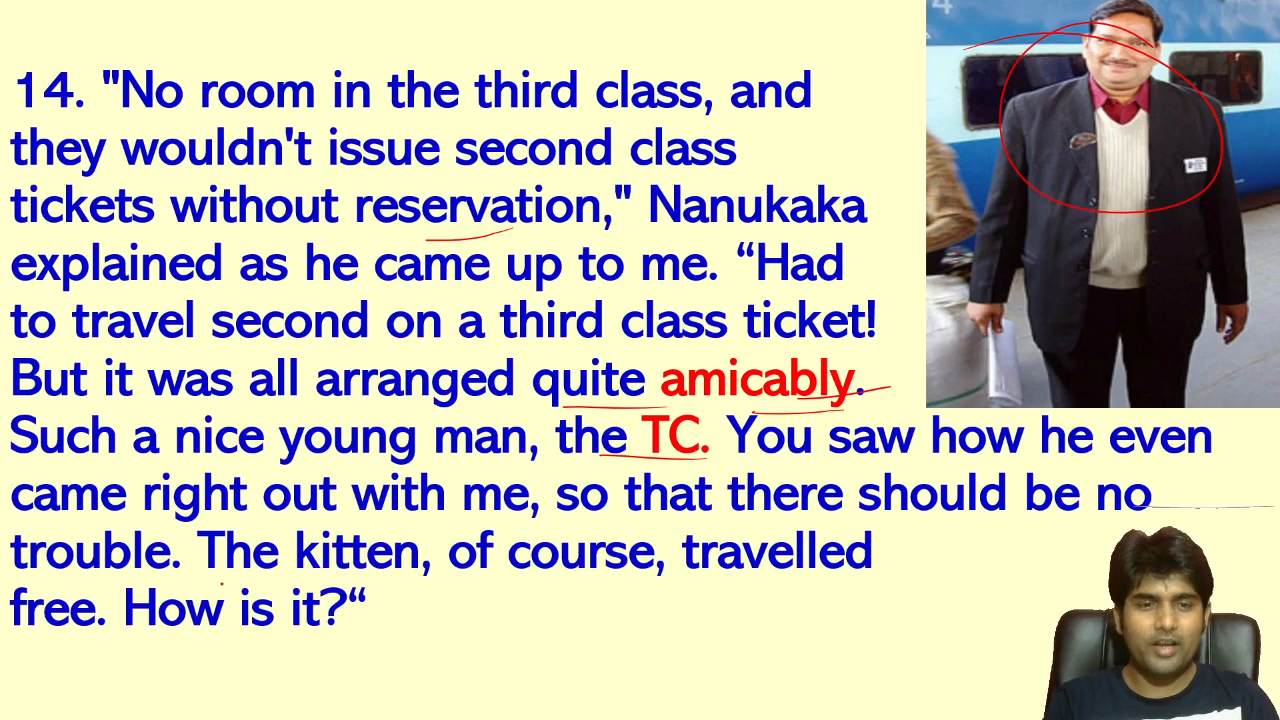 14. "No room in the third class, and
they wouldn't issue second class
tickets without reservation," Nanukaka
explained as he came up to me. “Had
to travel second on a third class ticket!
But it was all arranged quite amicably.
Such a nice young man, the TC. You saw how he even
came right out with me, so that there should be no
trouble. The kitten, of course, travelled
free. How is it?“
4